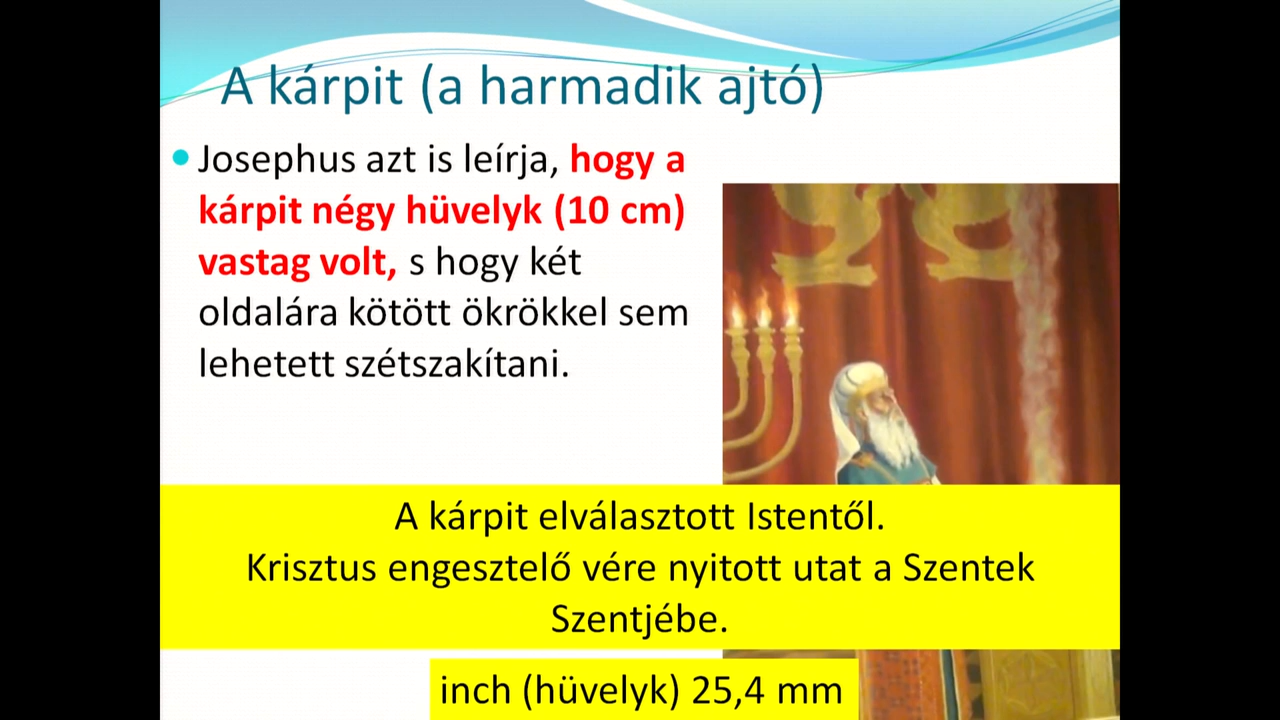 A kárpit (a harmadik ajtó)
Josephus azt is leírja, hogy a
kárpit négy hüvelyk (10 cm)
vastag volt, s hogy két
oldalára kötött ökrökkel sem
lehetett szétszakítani.
A kárpit elválasztott Istentől.
Krisztus engesztelő vére nyitott utat a Szentek
Szentjébe.
inch (hüvelyk) 25,4 mm